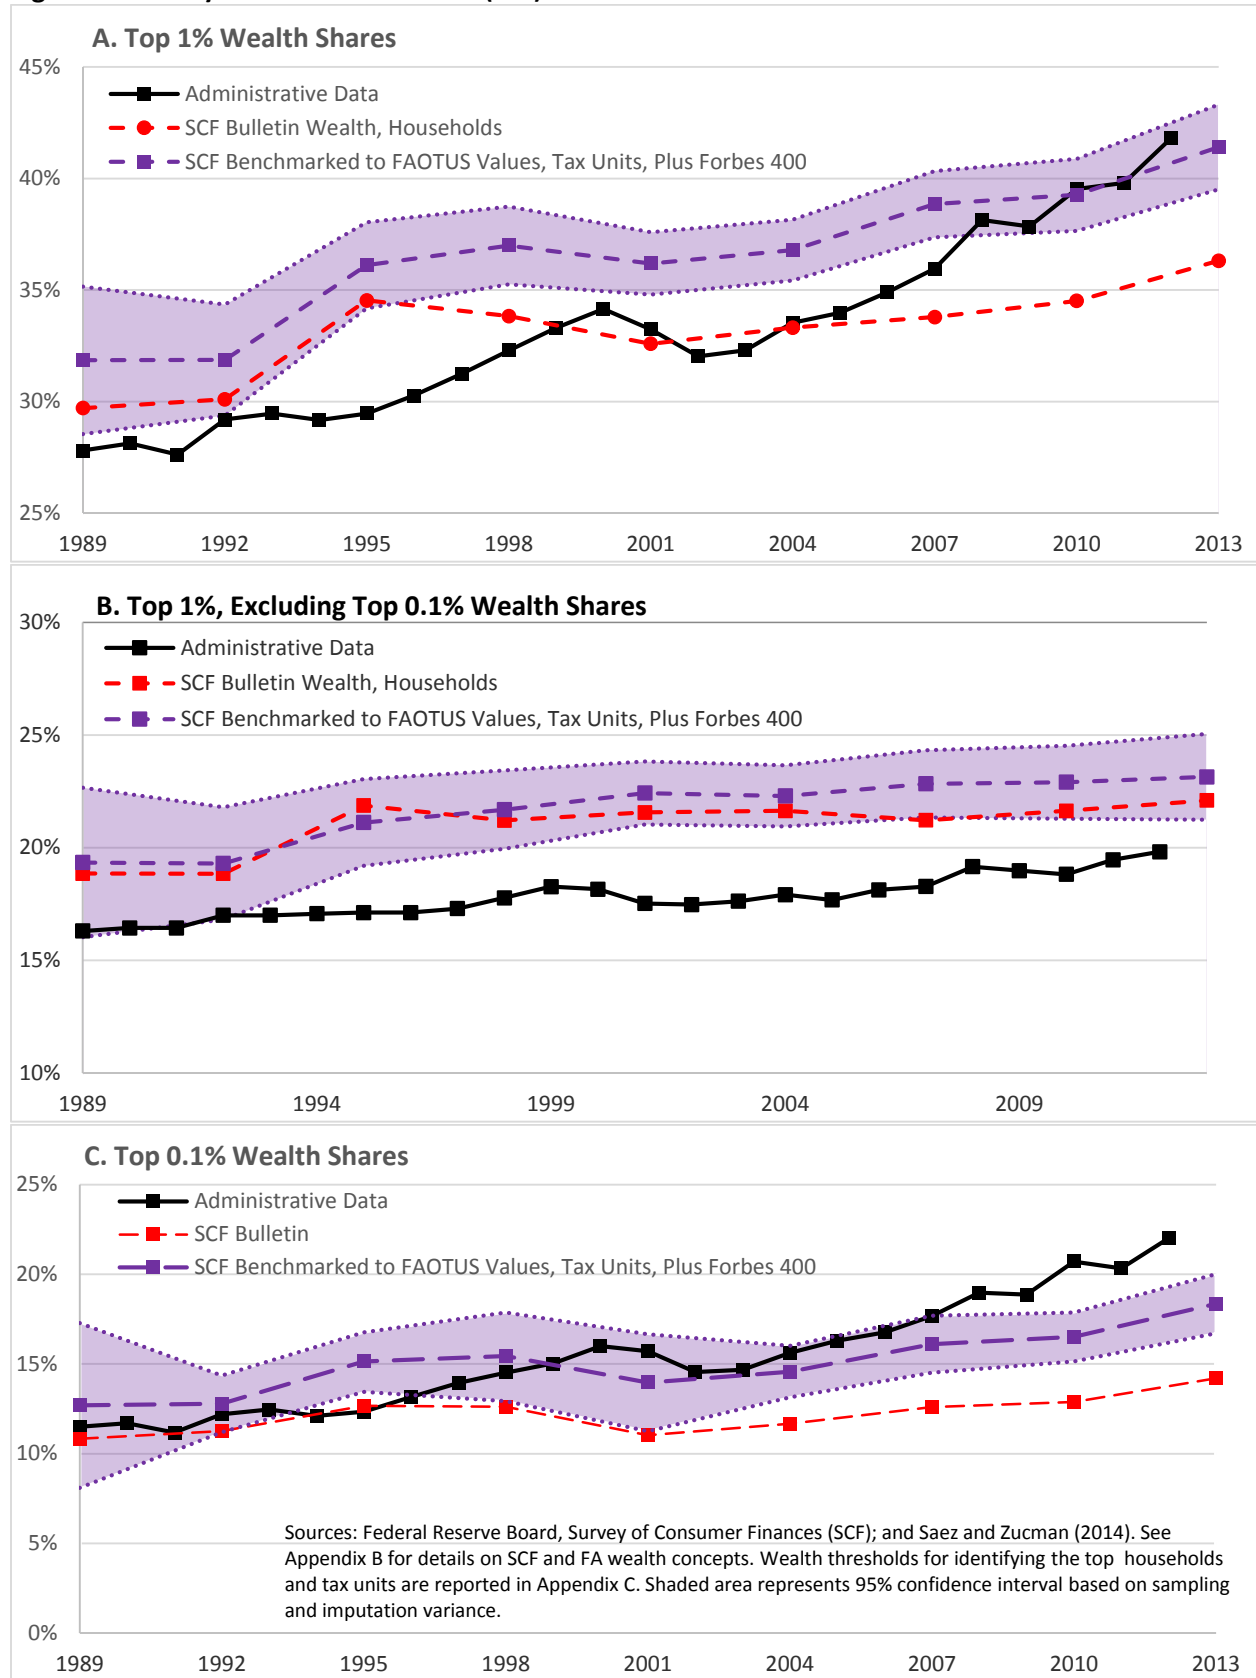 A. Top 1% Wealth Shares
45%
Administrative Data
SCF Bulletin Wealth, Households
SCF Benchmarked to FAOTUS Values, Tax Units, Plus Forbes 400
40%
35%
30%
25%
1989 1992 1995 1998 2001 2004 2007 2010 2013
B. Top 1%, Excluding Top 0.1% Wealth Shares
30%
Administrative Data
SCF Bulletin Wealth, Households
SCF Benchmarked to FAOTUS Values, Tax Units, Plus Forbes 400
25%
20%
15%
10%
1989 1994 1999 2004 2009
C. Top 0.1% Wealth Shares
25%
Administrative Data
SCF Bulletin
SCF Benchmarked to FAOTUS Values, Tax Units, Plus Forbes 400
20%
15%
10%
5%
Sources: Federal Reserve Board, Survey of Consumer Finances (SCF); and Saez and Zucman (2014). See
Appendix B for details on SCF and FA wealth concepts. Wealth thresholds for identifying the top households
and tax units are reported in Appendix C. Shaded area represents 95% confidence interval based on sampling
and imputation variance.
0%
1989 1992 1995 1998 2001 2004 2007 2010 2013